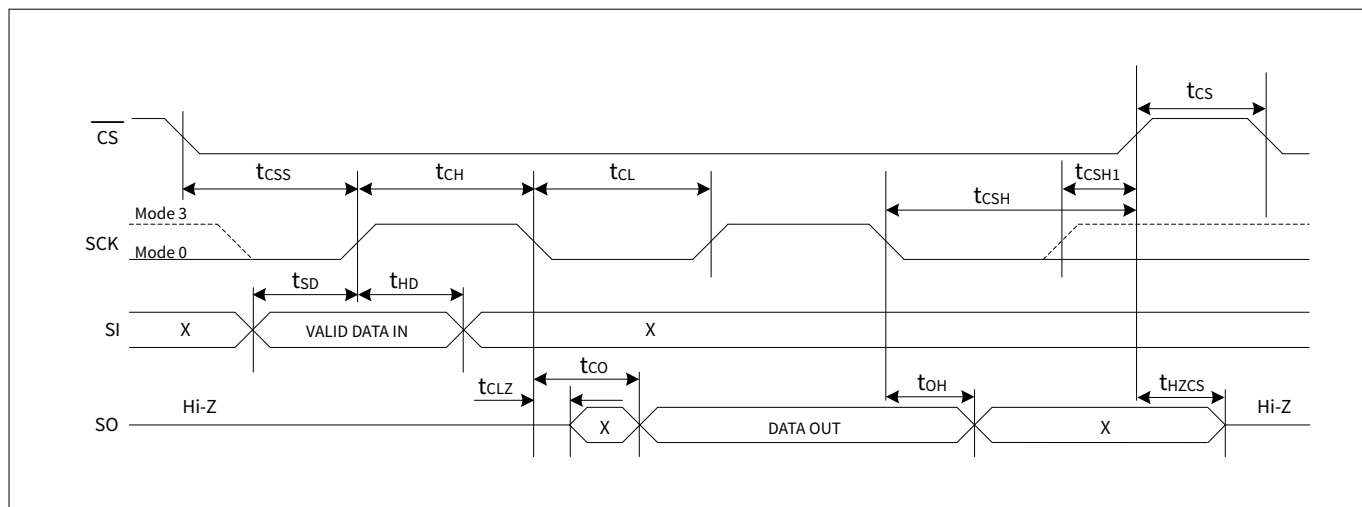 tCS
CS
tCSS
tCH
tCL
tCSH1
tCSH
Mode 3
SCK
Mode 0
tSD
tHD
SI
X
VALID DATA IN
X
tCO
tCLZ
tOH
tHZCS
Hi-Z
Hi-Z
SO
X
DATA OUT
X